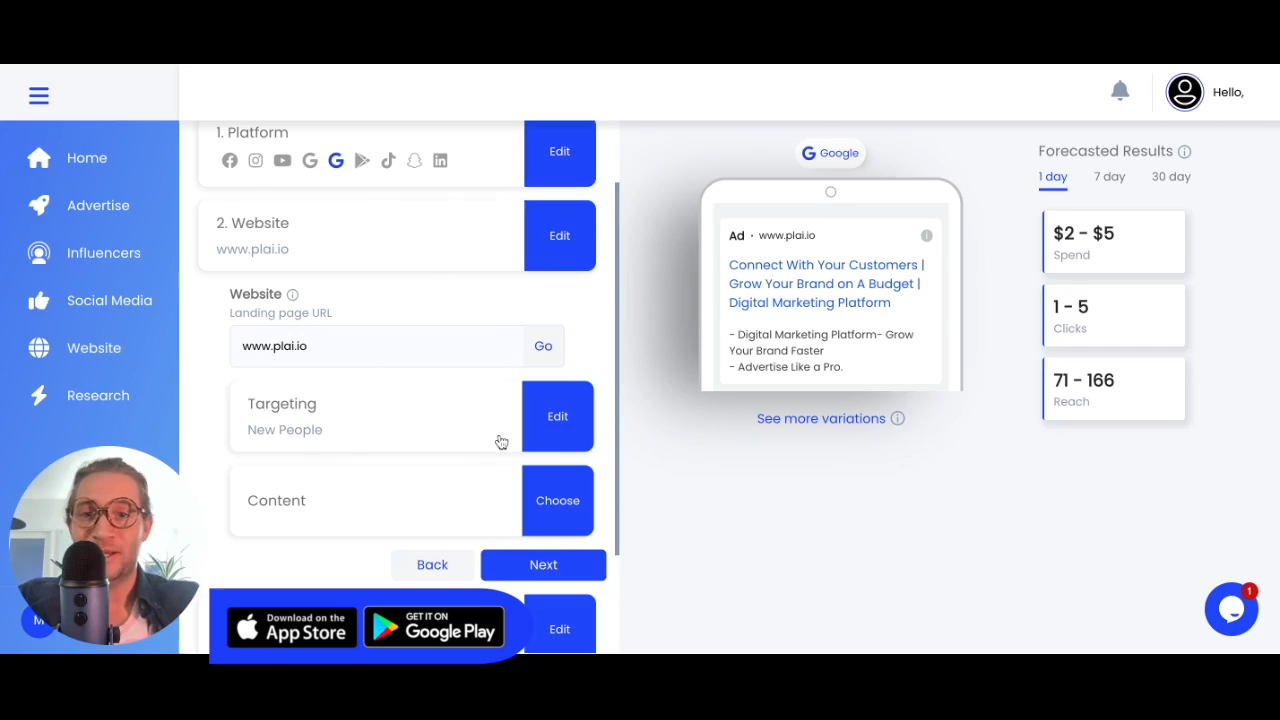 Hello,
Home
Advertise
Influencers
Social Media
Website
Research
M
1. Platform
Edit
2. Website
www.plai.io
Edit
Website
Landing page URL
www.plai.io
Go
Targeting
New People
Edit
Content
Choose
Back
Next
Download on the
App Store
GET IT ON
Google Play
Edit
Google
Ad · www.plai.io
Connect With Your Customers |
Grow Your Brand on A Budget |
Digital Marketing Platform
- Digital Marketing Platform- Grow
Your Brand Faster
- Advertise Like a Pro.
See more variations
Forecasted Results
1 day 7 day 30 day
$2 - $5
Spend
1 - 5
Clicks
71 - 166
Reach
1